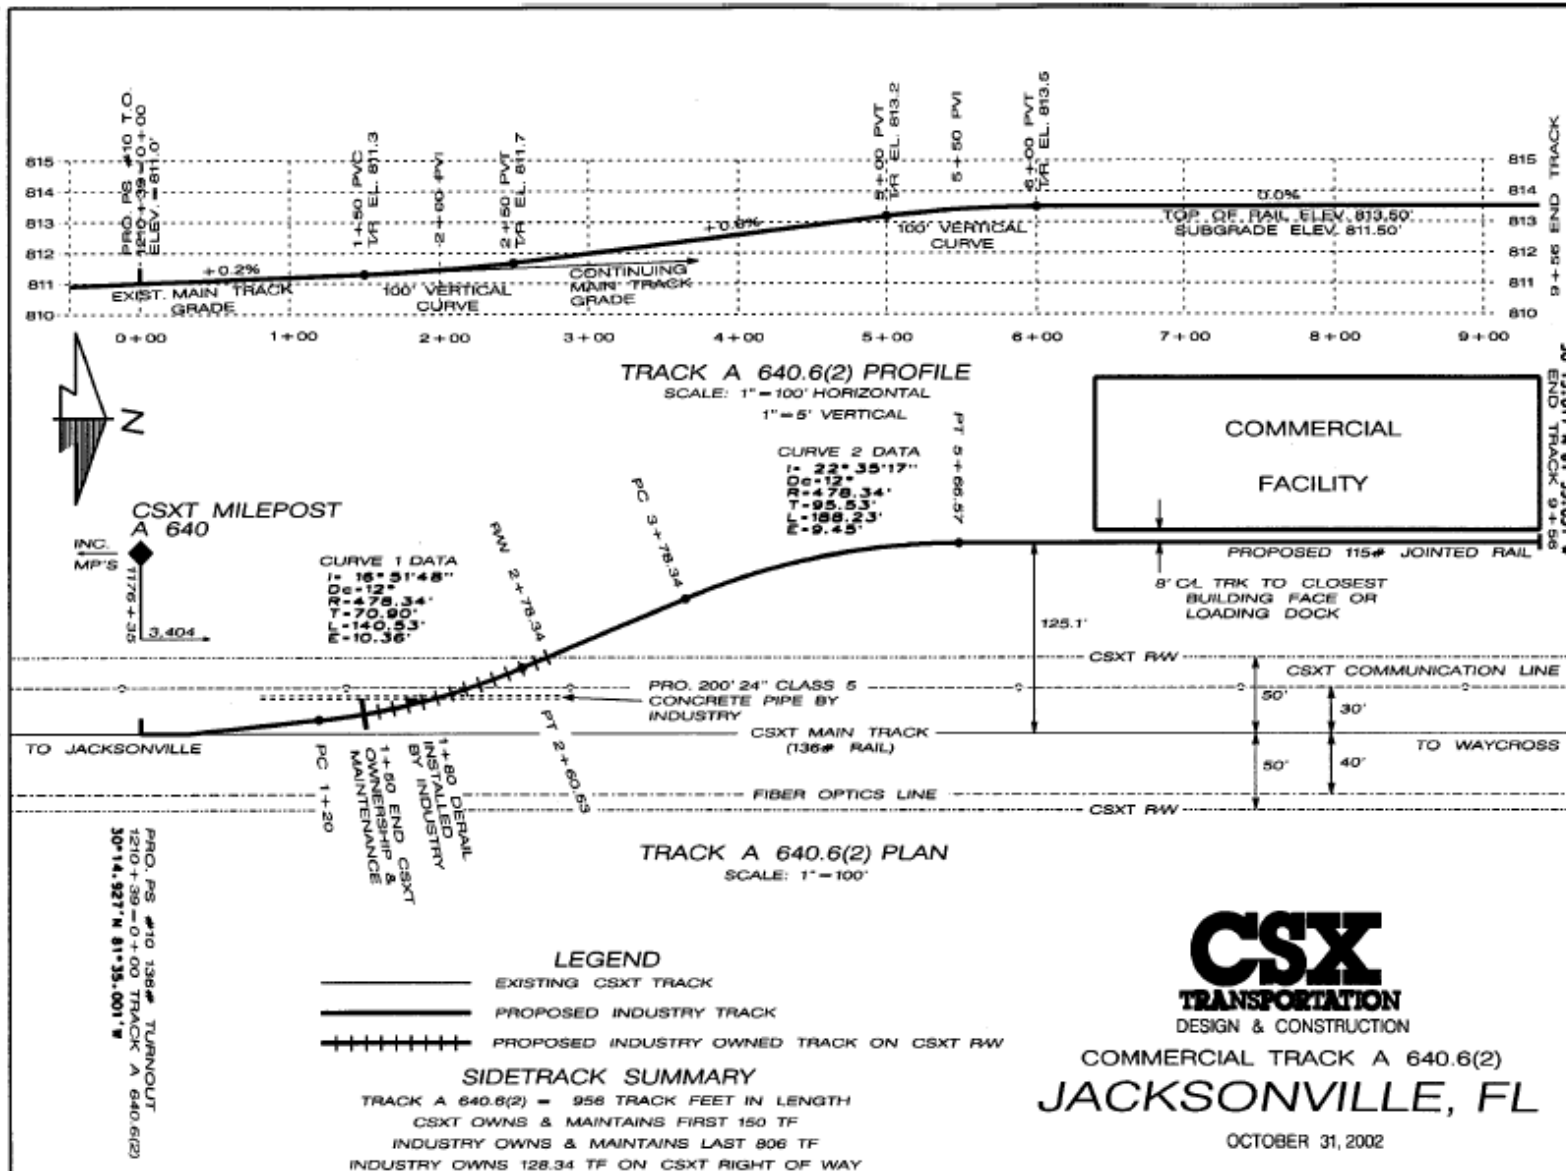 PRO. PS #10 T.O.
1210+39=0+00
ELEV. =811.0'
1+50 PVC
T/R EL. 811.3
2+00 PVI
2+50 PVT
T/R EL. 811.7
5+00 PVT
T/R EL. 813.2
5+50 PVI
6+00 PVT
T/R EL. 813.5
9+56 END TRACK
815
814
813
812
811
810
815
814
813
812
811
810
+0.2%
EXIST. MAIN TRACK
GRADE
100' VERTICAL
CURVE
CONTINUING
MAIN TRACK
GRADE
100' VERTICAL
CURVE
0.0%
TOP OF RAIL ELEV. 813.50'
SUBGRADE ELEV. 811.50'
0+00 1+00 2+00 3+00 4+00 5+00 6+00 7+00 8+00 9+00
TRACK A 640.6(2) PROFILE
SCALE: 1"=100' HORIZONTAL
1"=5' VERTICAL
N
CSXT MILEPOST
A 640
INC.
MP'S
1176+35
3,404
CURVE 1 DATA
I= 16°51'48"
Dc=12°
R=478.34'
T=70.90'
L=140.53'
E=10.36'
R/W 2+78.34
PC 3+78.34
CURVE 2 DATA
I= 22°35'17"
Dc=12°
R=478.34'
T=95.53'
L=188.23'
E=9.45'
PT 5+66.57
COMMERCIAL
FACILITY
END TRACK 9+56
PROPOSED 115# JOINTED RAIL
8' C/L TRK TO CLOSEST
BUILDING FACE OR
LOADING DOCK
125.1'
CSXT R/W
CSXT COMMUNICATION LINE
PRO. 200' 24" CLASS 5
CONCRETE PIPE BY
INDUSTRY
50'
30'
TO JACKSONVILLE
CSXT MAIN TRACK
(136# RAIL)
TO WAYCROSS
50'
40'
FIBER OPTICS LINE
CSXT R/W
PC 1+20
1+50 END CSXT
OWNERSHIP &
MAINTENANCE
1+80 DERAIL
INSTALLED
BY INDUSTRY
PT 2+60.53
PRO. PS #10 136# TURNOUT
1210+39=0+00 TRACK A 640.6(2)
30°14.927'N 81°35.001'W
TRACK A 640.6(2) PLAN
SCALE: 1"=100'
LEGEND
EXISTING CSXT TRACK
PROPOSED INDUSTRY TRACK
PROPOSED INDUSTRY OWNED TRACK ON CSXT R/W
SIDETRACK SUMMARY
TRACK A 640.6(2) = 956 TRACK FEET IN LENGTH
CSXT OWNS & MAINTAINS FIRST 150 TF
INDUSTRY OWNS & MAINTAINS LAST 806 TF
INDUSTRY OWNS 128.34 TF ON CSXT RIGHT OF WAY
CSX
TRANSPORTATION
DESIGN & CONSTRUCTION
COMMERCIAL TRACK A 640.6(2)
JACKSONVILLE, FL
OCTOBER 31, 2002